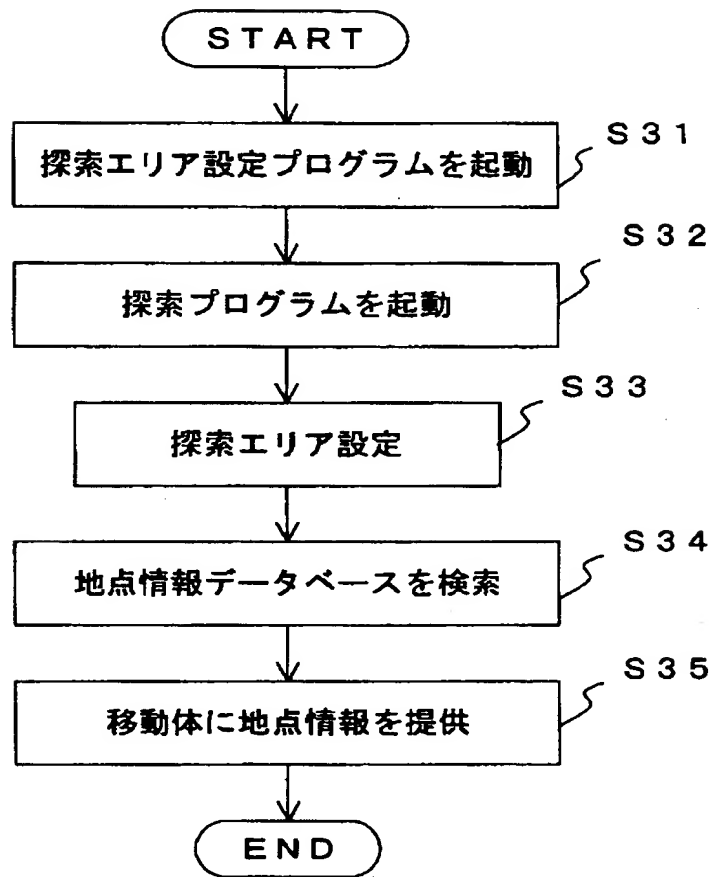 START
S31
探索エリア設定プログラムを起動
S32
探索プログラムを起動
S33
探索エリア設定
S34
地点情報データベースを検索
S35
移動体に地点情報を提供
END